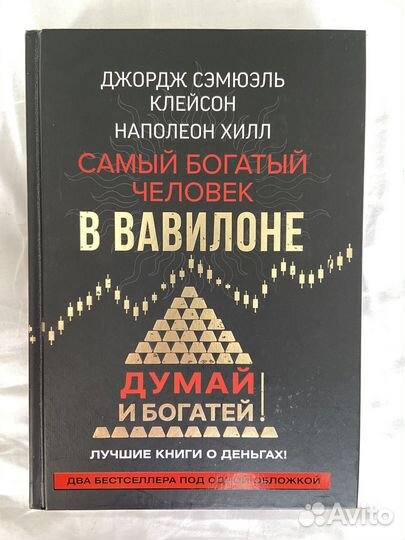 ДЖОРДЖ СЭМЮЭЛЬ
КЛЕЙСОН
НАПОЛЕОН ХИЛЛ
САМЫЙ БОГАТЫЙ
ЧЕЛОВЕК
В ВАВИЛОНЕ
ДУМАЙ
И БОГАТЕЙ!
ЛУЧШИЕ КНИГИ О ДЕНЬГАХ!
ДВА БЕСТСЕЛЛЕРА ПОД ОДНОЙ ОБЛОЖКОЙ
Avito